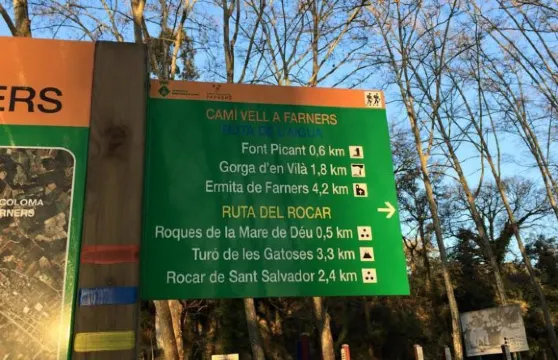 ERS
OLOMA
RNERS
CAMÍ VELL A FARNERS
RUTA DE L'AIGUA
Font Picant 0,6 km
Gorga d'en Vilà 1,8 km
Ermita de Farners 4,2 km
RUTA DEL ROCAR
Roques de la Mare de Déu 0,5 km
Turó de les Gatoses 3,3 km
Rocar de Sant Salvador 2,4 km